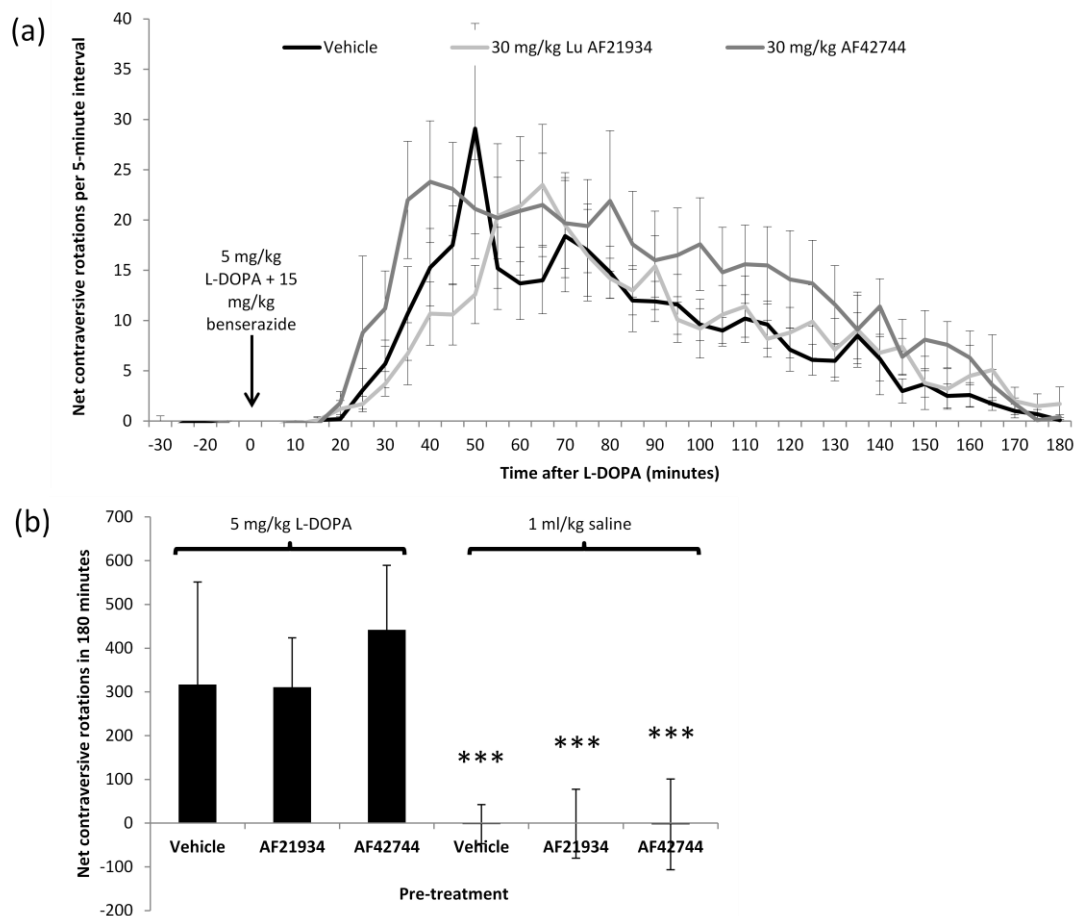 (a)
Net contraversive rotations per 5-minute interval
40
35
30
25
20
15
10
5
0
Vehicle
30 mg/kg Lu AF21934
30 mg/kg AF42744
5 mg/kg
L-DOPA + 15
mg/kg
benserazide
-30 -20 0 10 20 30 40 50 60 70 80 90 100 110 120 130 140 150 160 170 180
Time after L-DOPA (minutes)
(b)
Net contraversive rotations in 180 minutes
700
600
500
400
300
200
100
0
-100
-200
5 mg/kg L-DOPA
1 ml/kg saline
*** *** ***
Vehicle AF21934 AF42744 Vehicle AF21934 AF42744
Pre-treatment